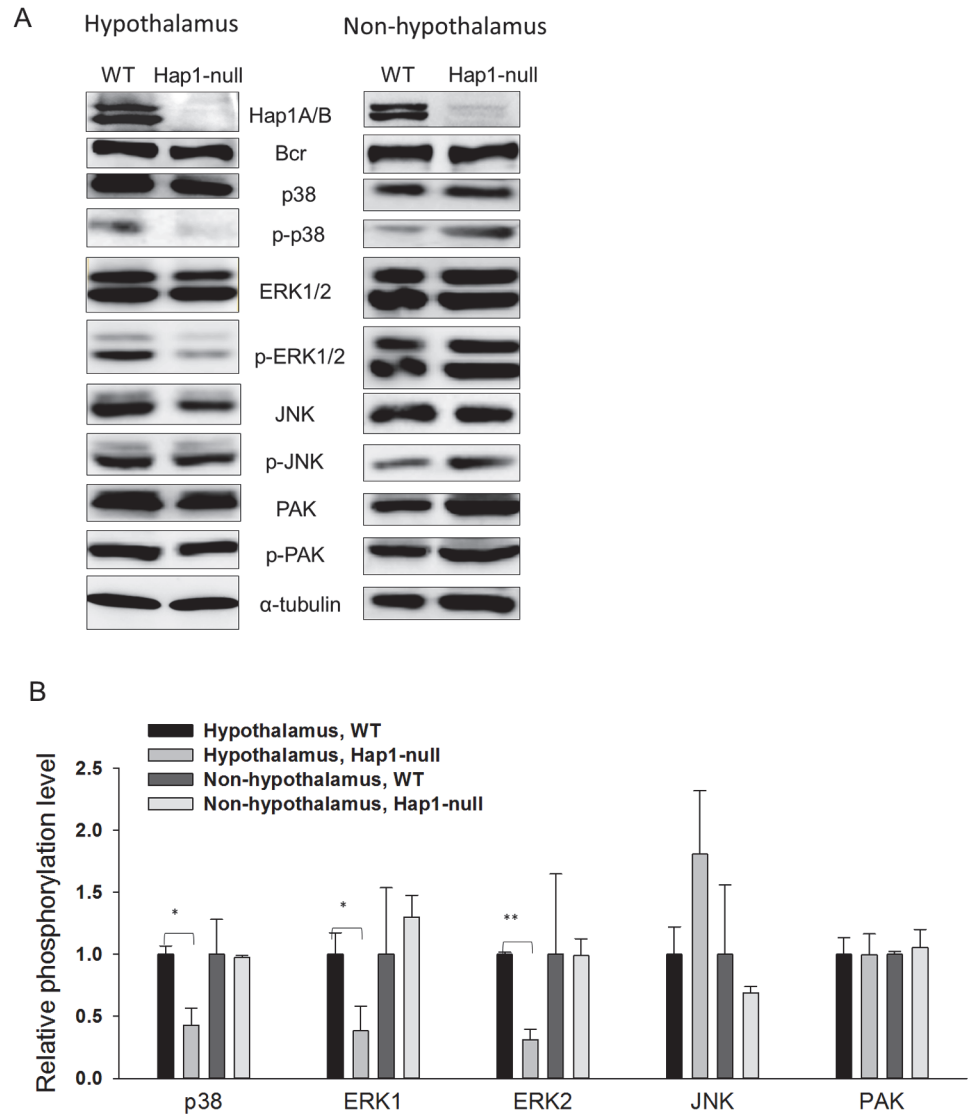 A
Hypothalamus
Non-hypothalamus
WT Hap1-null
WT Hap1-null
Hap1A/B
Bcr
p38
p-p38
ERK1/2
p-ERK1/2
JNK
p-JNK
PAK
p-PAK
α-tubulin
B
Hypothalamus, WT
Hypothalamus, Hap1-null
Non-hypothalamus, WT
Non-hypothalamus, Hap1-null
Relative phosphorylation level
2.5
2.0
1.5
1.0
0.5
0.0
*
*
**
p38 ERK1 ERK2 JNK PAK